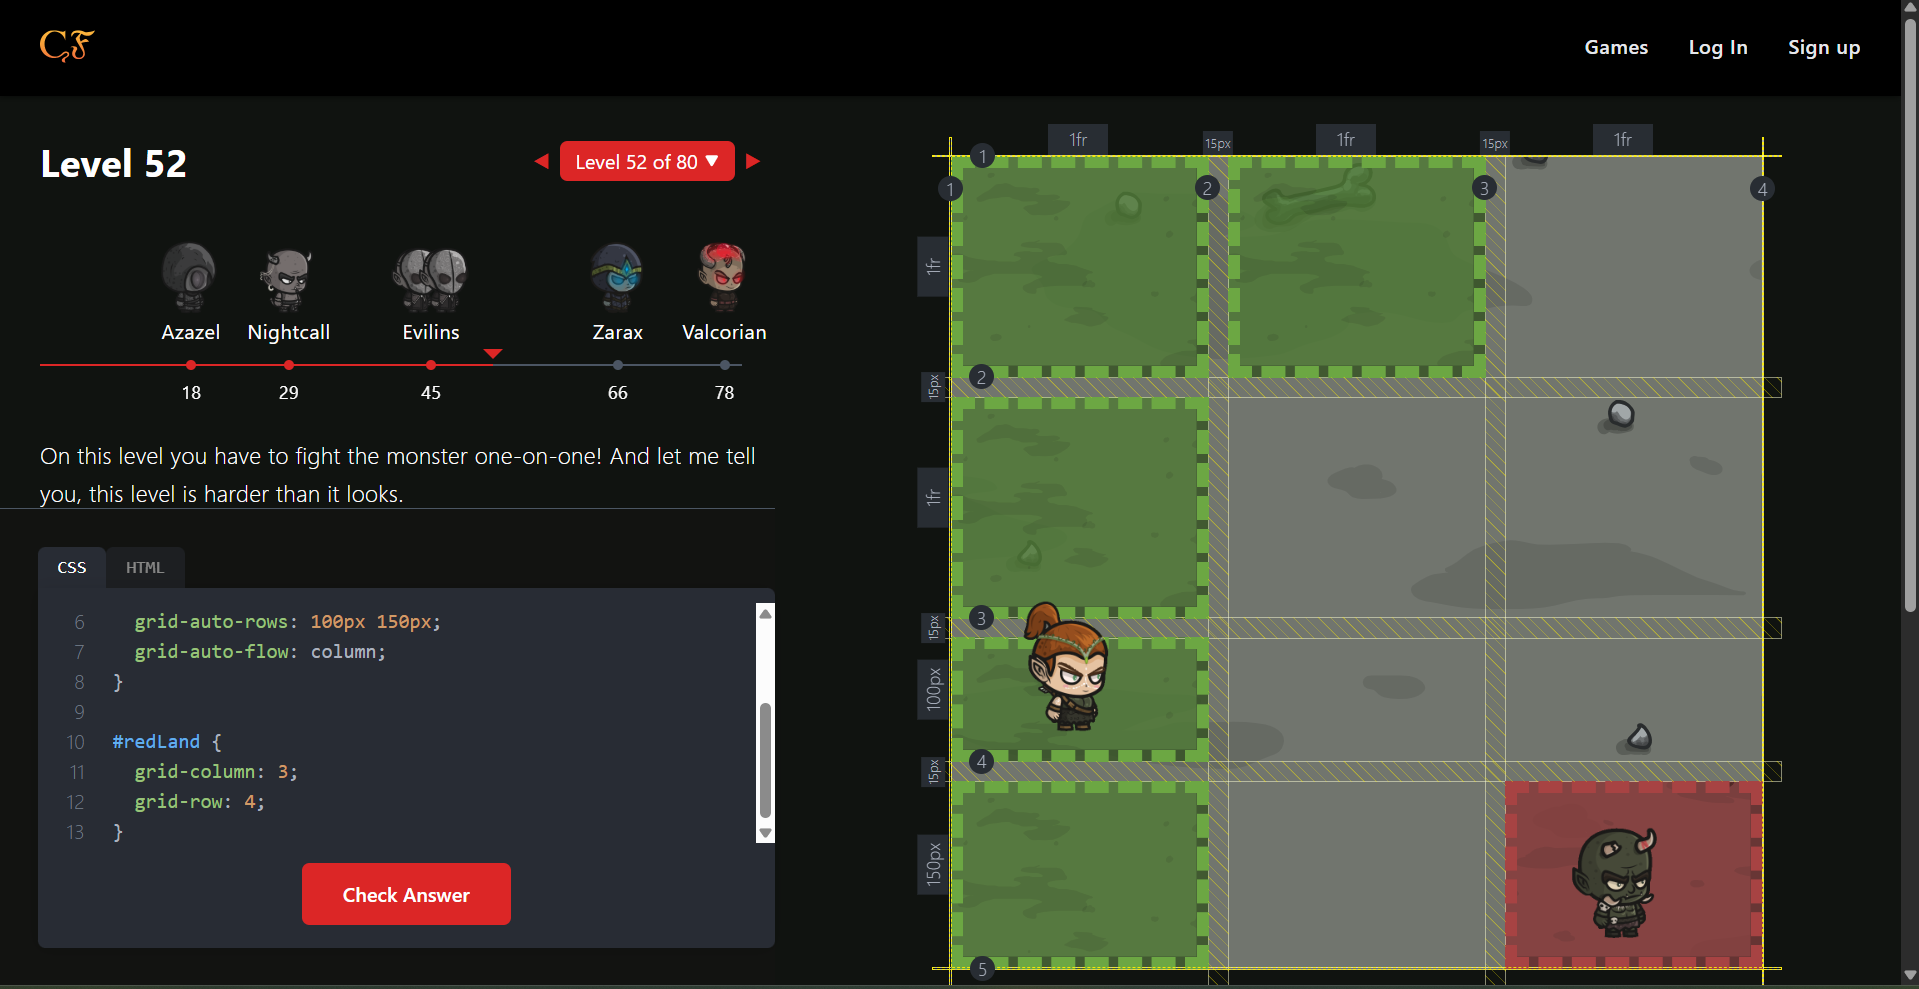 CF
Games Log In Sign up
Level 52
Level 52 of 80 ▼
Azazel Nightcall Evilins Zarax Valcorian
18 29 45 66 78
On this level you have to fight the monster one-on-one! And let me tell
you, this level is harder than it looks.
CSS HTML
6 grid-auto-rows: 100px 150px;
7 grid-auto-flow: column;
8 }
9
10 #redLand {
11 grid-column: 3;
12 grid-row: 4;
13 }
Check Answer
1fr 15px 1fr 15px 1fr
1
1 2 3 4
1fr
2
15px
1fr
3
15px
100px
4
15px
150px
5